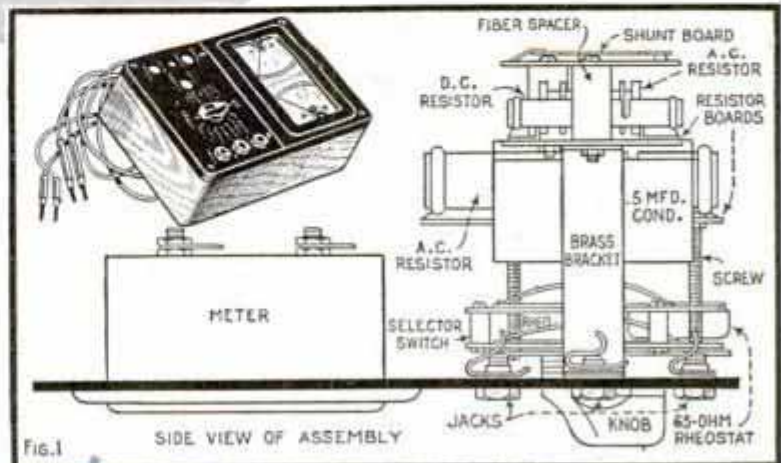 FIBER SPACER
SHUNT BOARD
A.C.
RESISTOR
D.C.
RESISTOR
RESISTOR
BOARDS
.5 MFD.
COND.
A.C.
RESISTOR
BRASS
BRACKET
SCREW
METER
SELECTOR
SWITCH
JACKS
KNOB
65-OHM
RHEOSTAT
FIG.1
SIDE VIEW OF ASSEMBLY